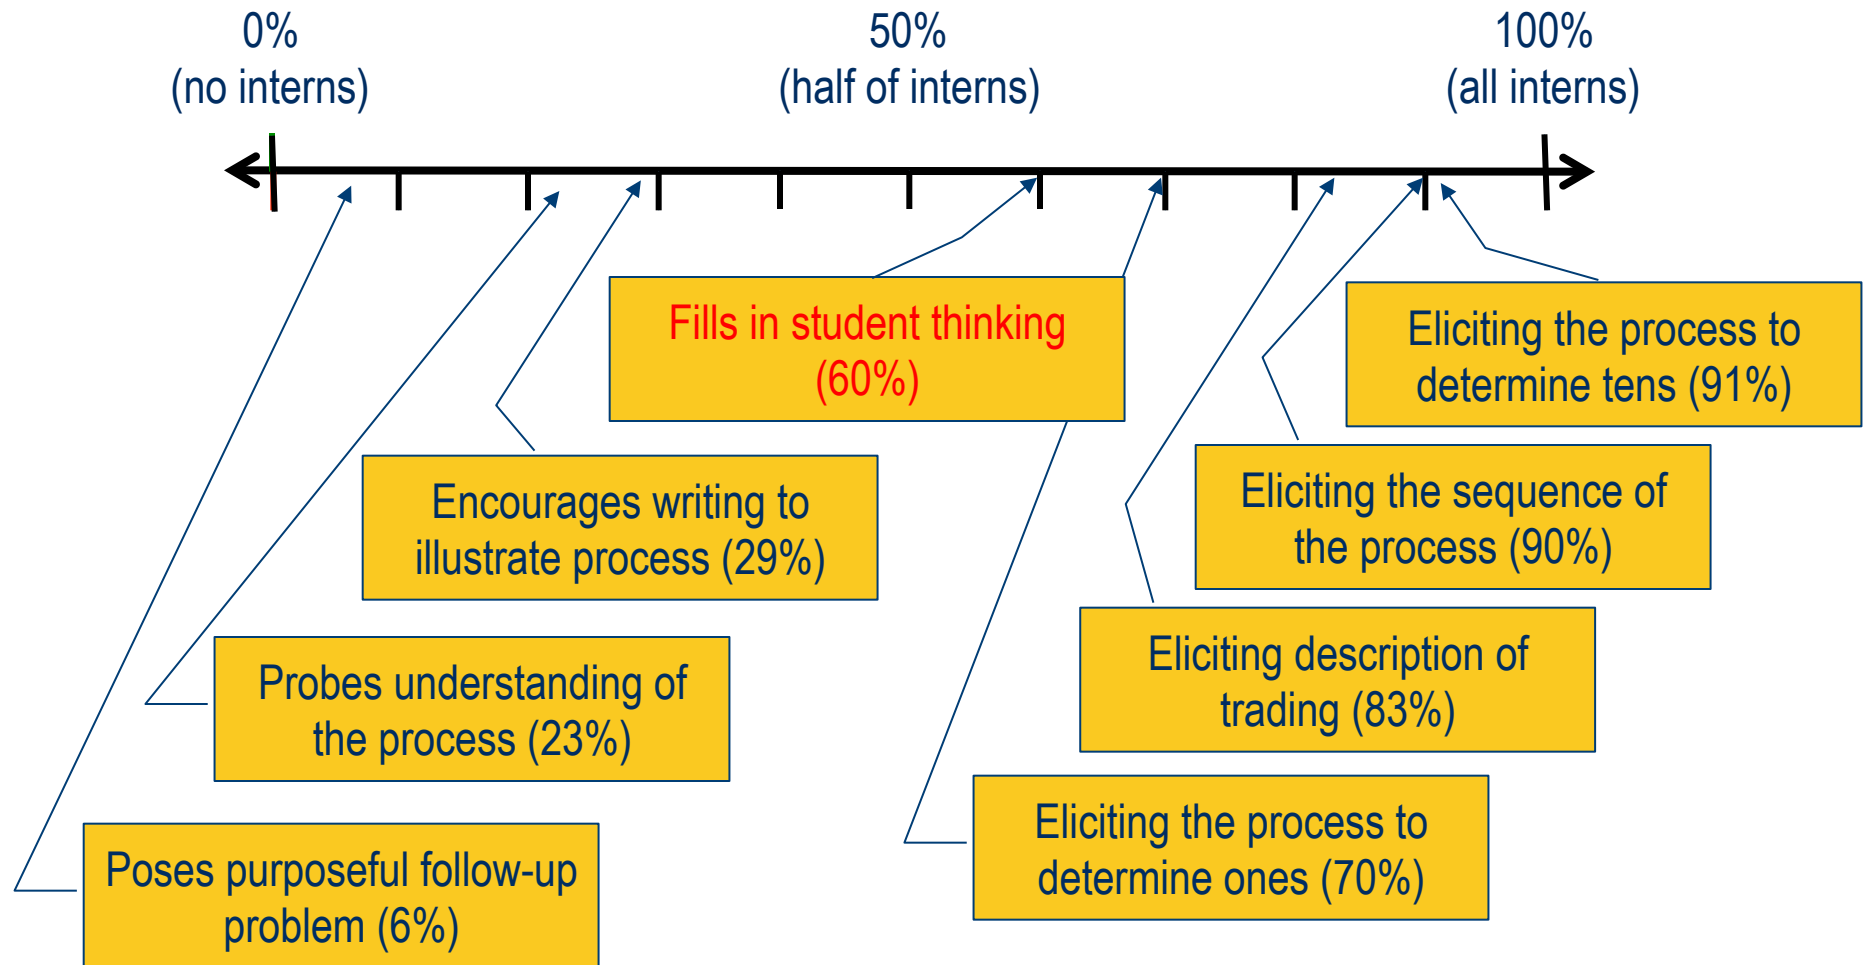 0%
(no interns)
50%
(half of interns)
100%
(all interns)
Fills in student thinking
(60%)
Eliciting the process to
determine tens (91%)
Encourages writing to
illustrate process (29%)
Eliciting the sequence of
the process (90%)
Probes understanding of
the process (23%)
Eliciting description of
trading (83%)
Eliciting the process to
determine ones (70%)
Poses purposeful follow-up
problem (6%)